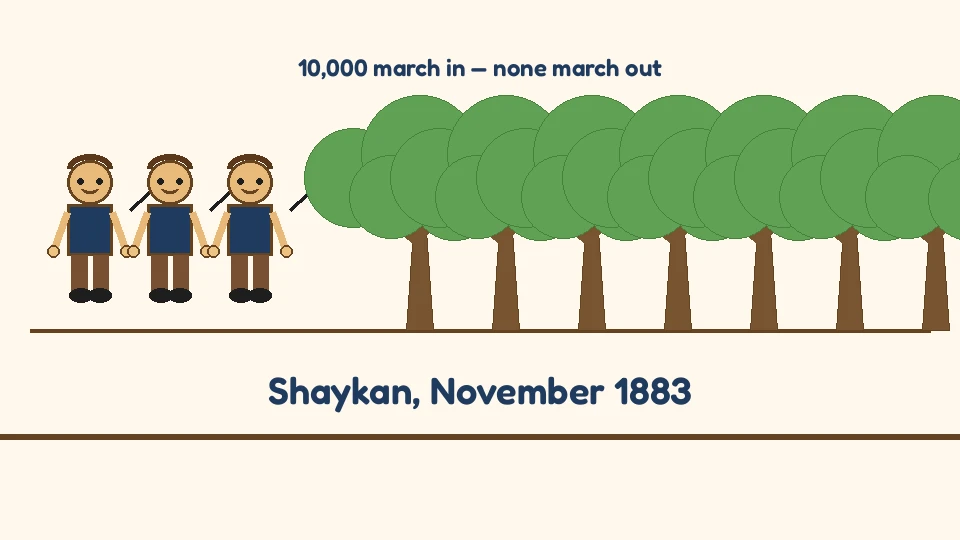 10,000 march in — none march out
Shaykan, November 1883